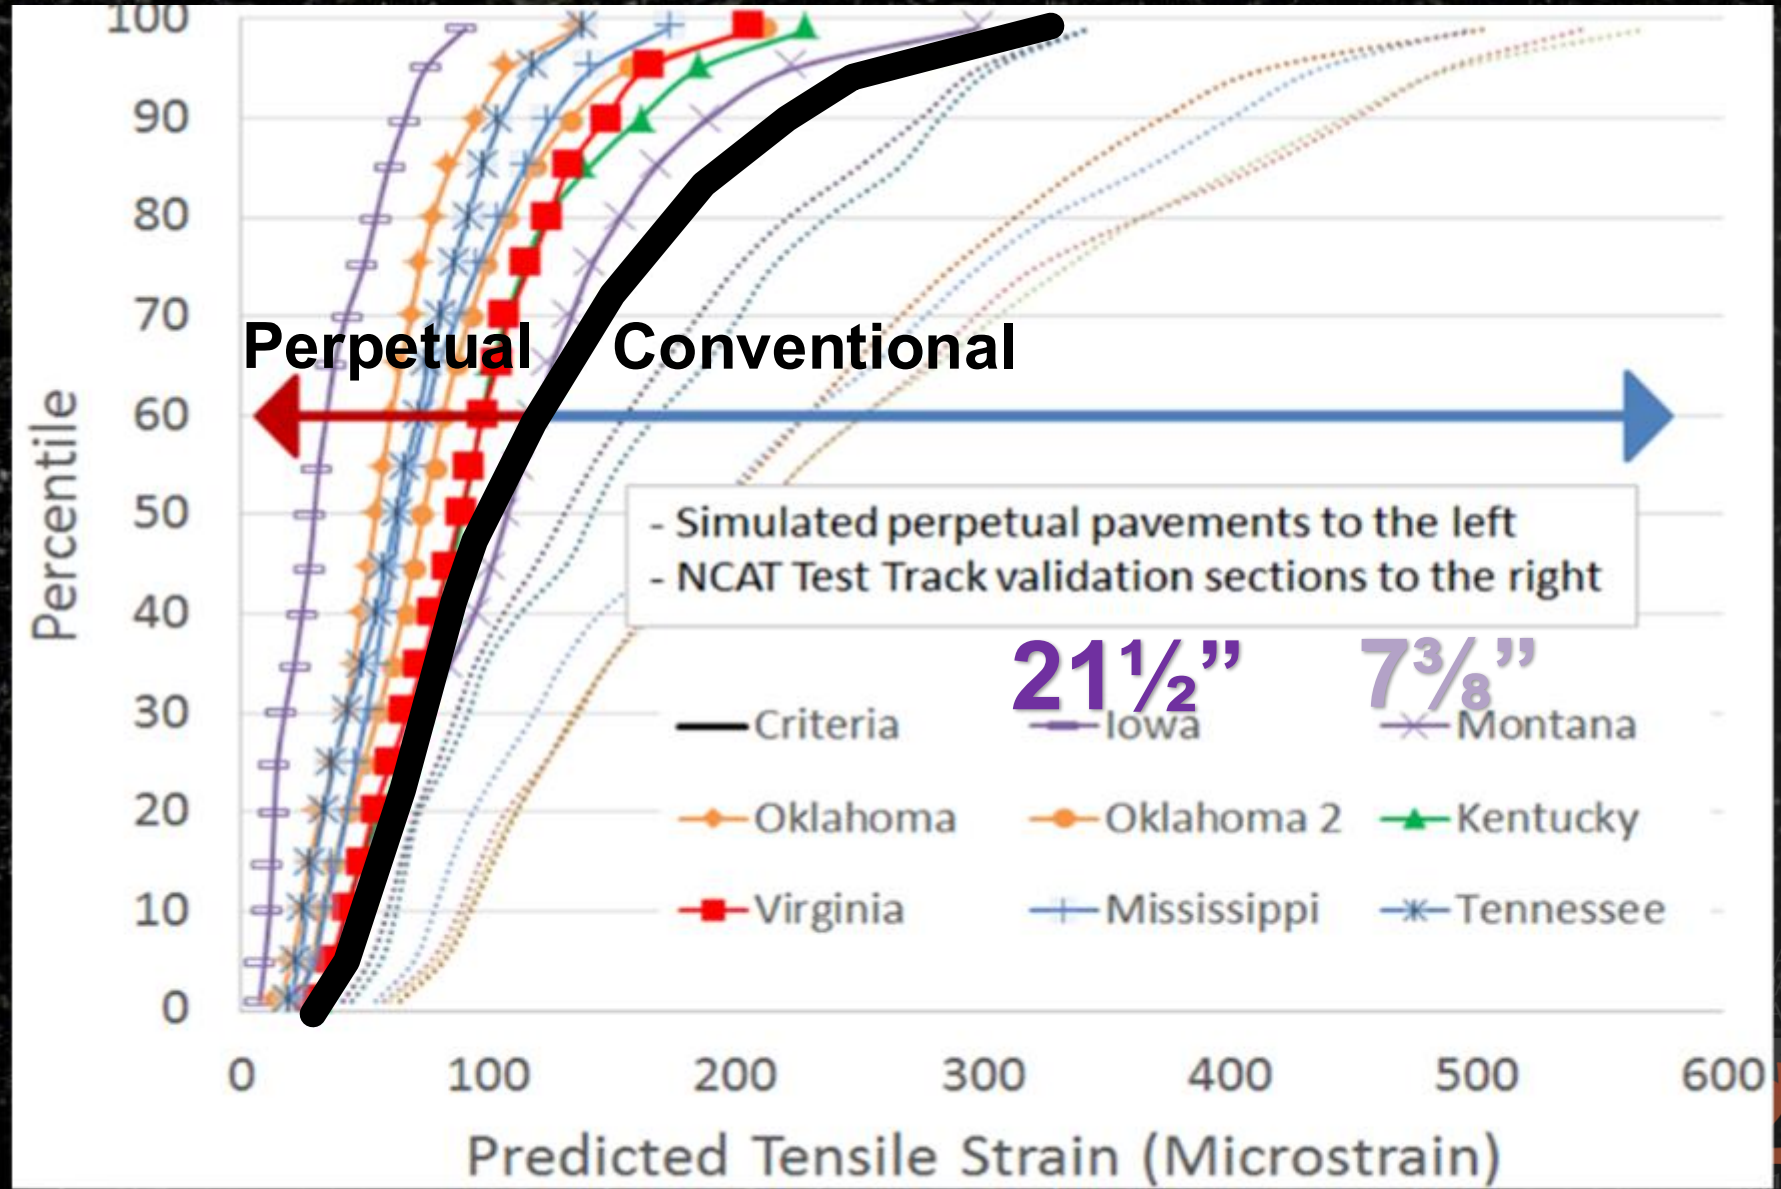 100
90
80
70
60
50
40
30
20
10
0
Percentile
Perpetual
Conventional
- Simulated perpetual pavements to the left
- NCAT Test Track validation sections to the right
21½”
7⅜”
Criteria
Iowa
Montana
Oklahoma
Oklahoma 2
Kentucky
Virginia
Mississippi
Tennessee
0 100 200 300 400 500 600
Predicted Tensile Strain (Microstrain)